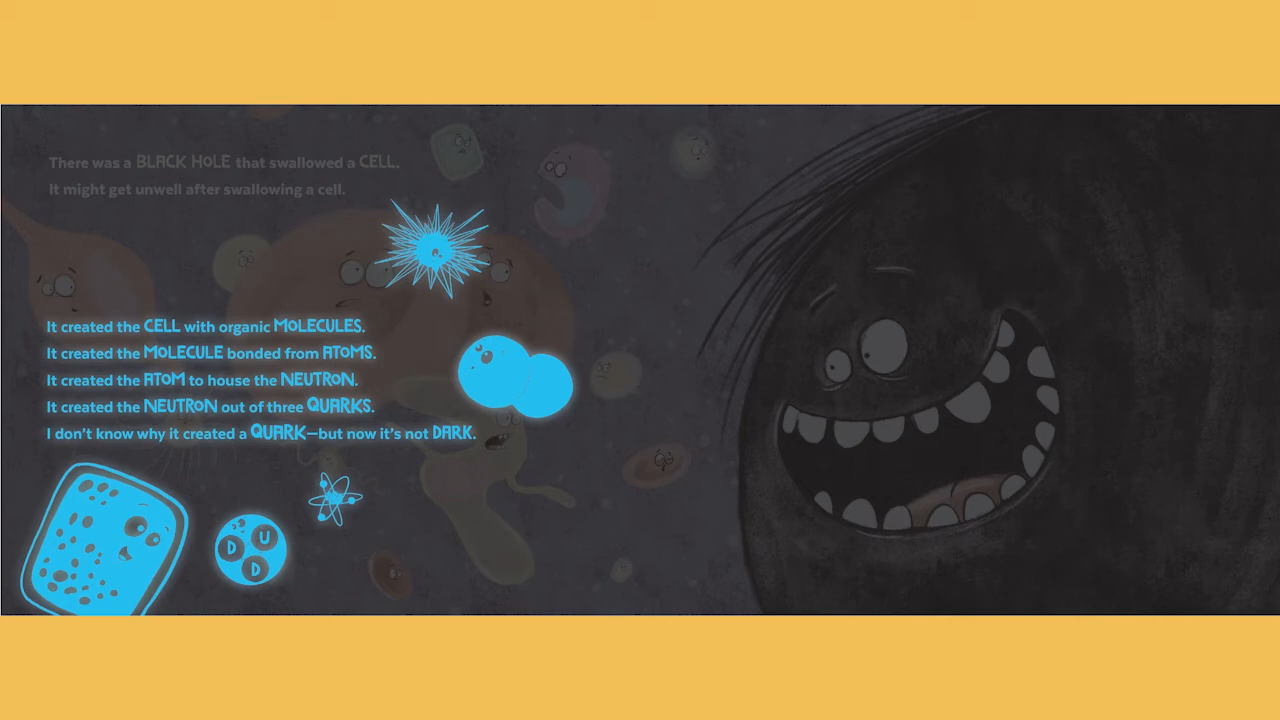 There was a BLACK HOLE that swallowed a CELL.
It might get unwell after swallowing a cell.
It created the CELL with organic MOLECULES.
It created the MOLECULE bonded from ATOMS.
It created the ATOM to house the NEUTRON.
It created the NEUTRON out of three QUARKS.
I don't know why it created a QUARK—but now it's not DARK.
D U
D